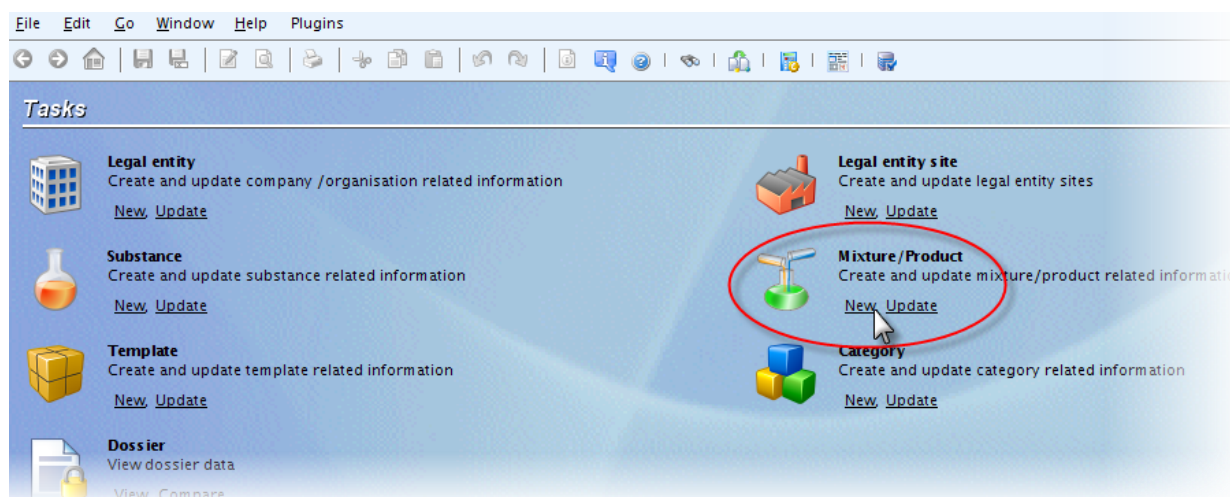 File Edit Go Window Help Plugins
Tasks
Legal entity
Create and update company /organisation related information
New, Update
Legal entity site
Create and update legal entity sites
New, Update
Substance
Create and update substance related information
New, Update
Mixture/Product
Create and update mixture/product related informati
New, Update
Template
Create and update template related information
New, Update
Category
Create and update category related information
New, Update
Dossier
View dossier data
View, Compare